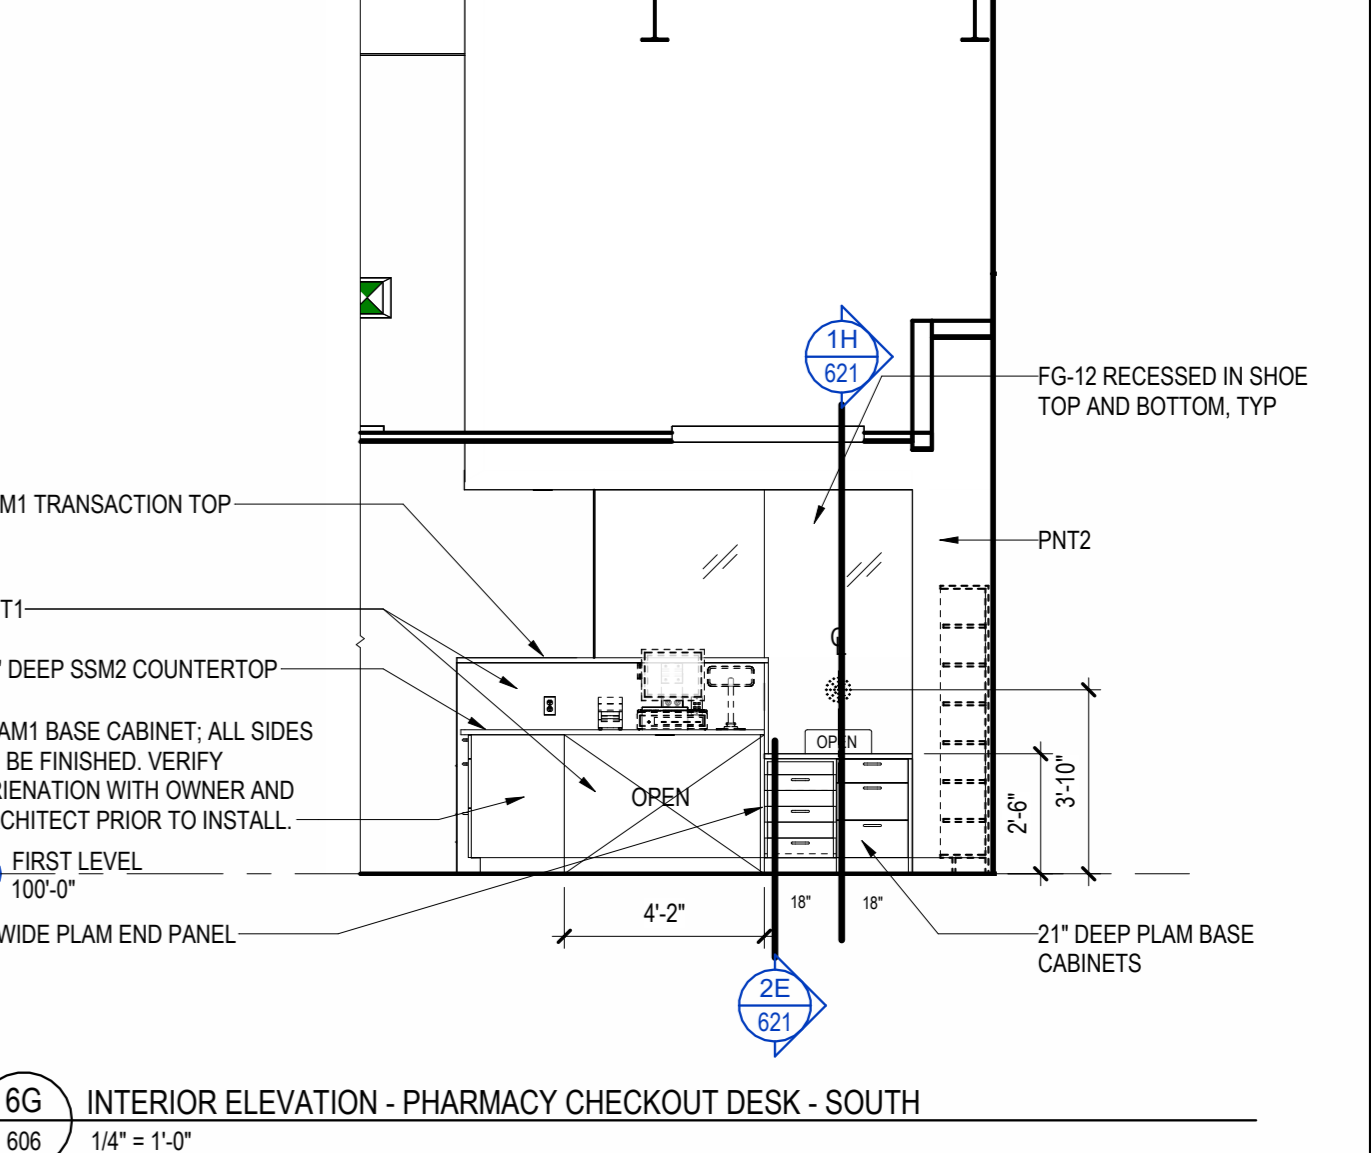 1H
621
FG-12 RECESSED IN SHOE
TOP AND BOTTOM, TYP
M1 TRANSACTION TOP
PNT2
T1
" DEEP SSM2 COUNTERTOP
AM1 BASE CABINET; ALL SIDES
BE FINISHED. VERIFY
RIENATION WITH OWNER AND
CHITECT PRIOR TO INSTALL.
OPEN
OPEN
2'-6"
3'-10"
FIRST LEVEL
100'-0"
4'-2"
18"
18"
WIDE PLAM END PANEL
21" DEEP PLAM BASE
CABINETS
2E
621
6G
INTERIOR ELEVATION - PHARMACY CHECKOUT DESK - SOUTH
606
1/4" = 1'-0"